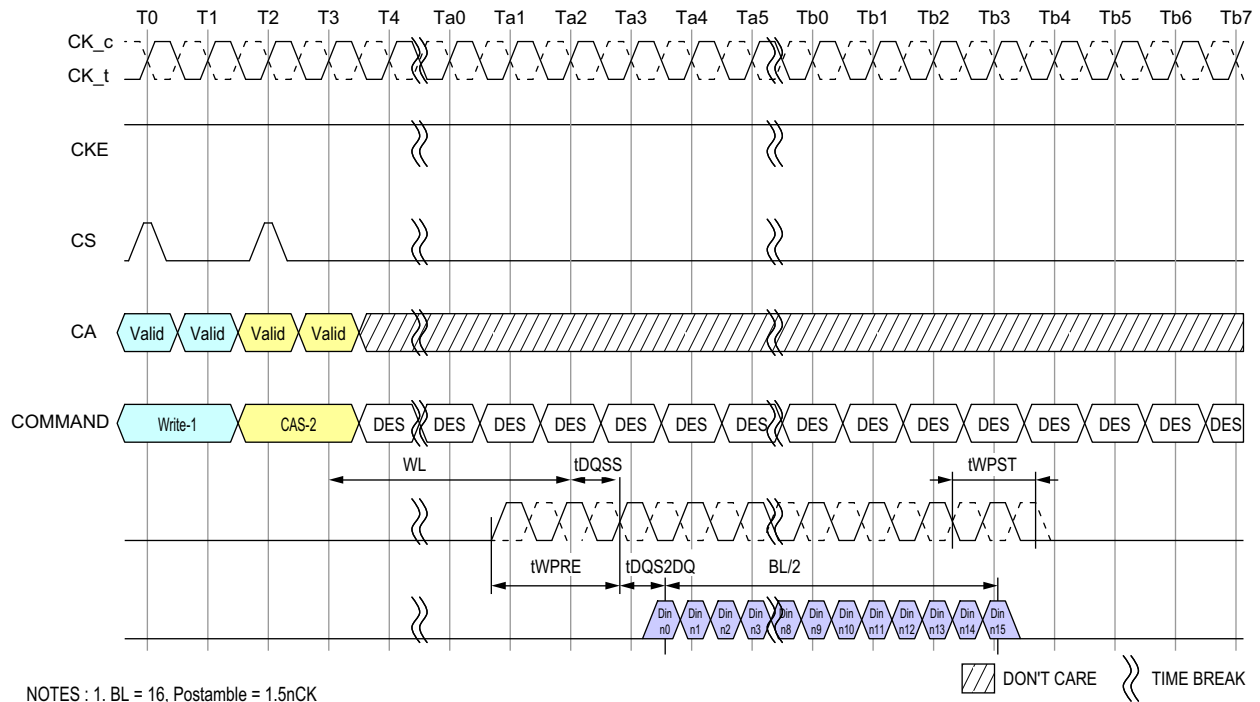 T0 T1 T2 T3 T4 Ta0 Ta1 Ta2 Ta3 Ta4 Ta5 Tb0 Tb1 Tb2 Tb3 Tb4 Tb5 Tb6 Tb7
CK_c
CK_t
CKE
CS
CA Valid Valid Valid Valid
COMMAND Write-1 CAS-2 DES DES DES DES DES DES DES DES DES DES DES DES DES DES DES
WL tDQSS tWPST
tWPRE tDQS2DQ BL/2
Din Din Din Din Din Din Din Din Din Din Din Din
n0 n1 n2 n3 n8 n9 n10 n11 n12 n13 n14 n15
DON'T CARE TIME BREAK
NOTES : 1. BL = 16, Postamble = 1.5nCK